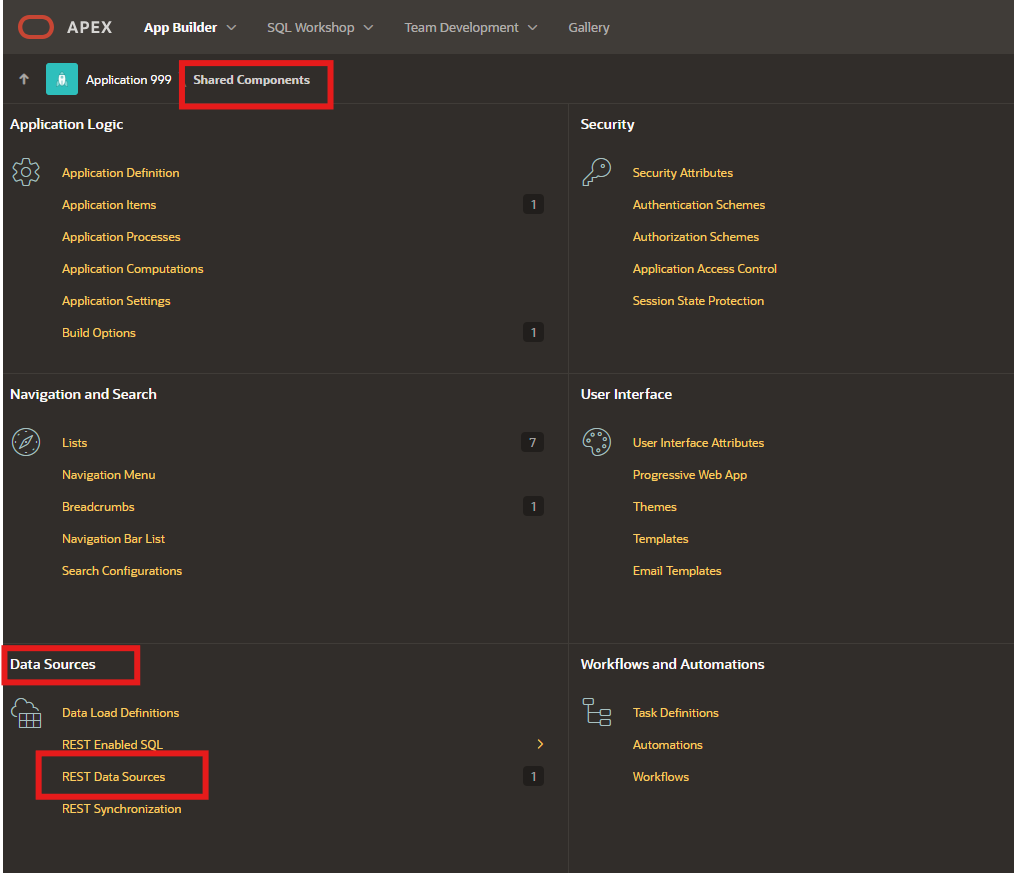 APEX App Builder SQL Workshop Team Development Gallery
Application 999 Shared Components
Application Logic
Application Definition
Application Items 1
Application Processes
Application Computations
Application Settings
Build Options 1
Security
Security Attributes
Authentication Schemes
Authorization Schemes
Application Access Control
Session State Protection
Navigation and Search
Lists 7
Navigation Menu
Breadcrumbs 1
Navigation Bar List
Search Configurations
User Interface
User Interface Attributes
Progressive Web App
Themes
Templates
Email Templates
Data Sources
Data Load Definitions
REST Enabled SQL
REST Data Sources 1
REST Synchronization
Workflows and Automations
Task Definitions
Automations
Workflows